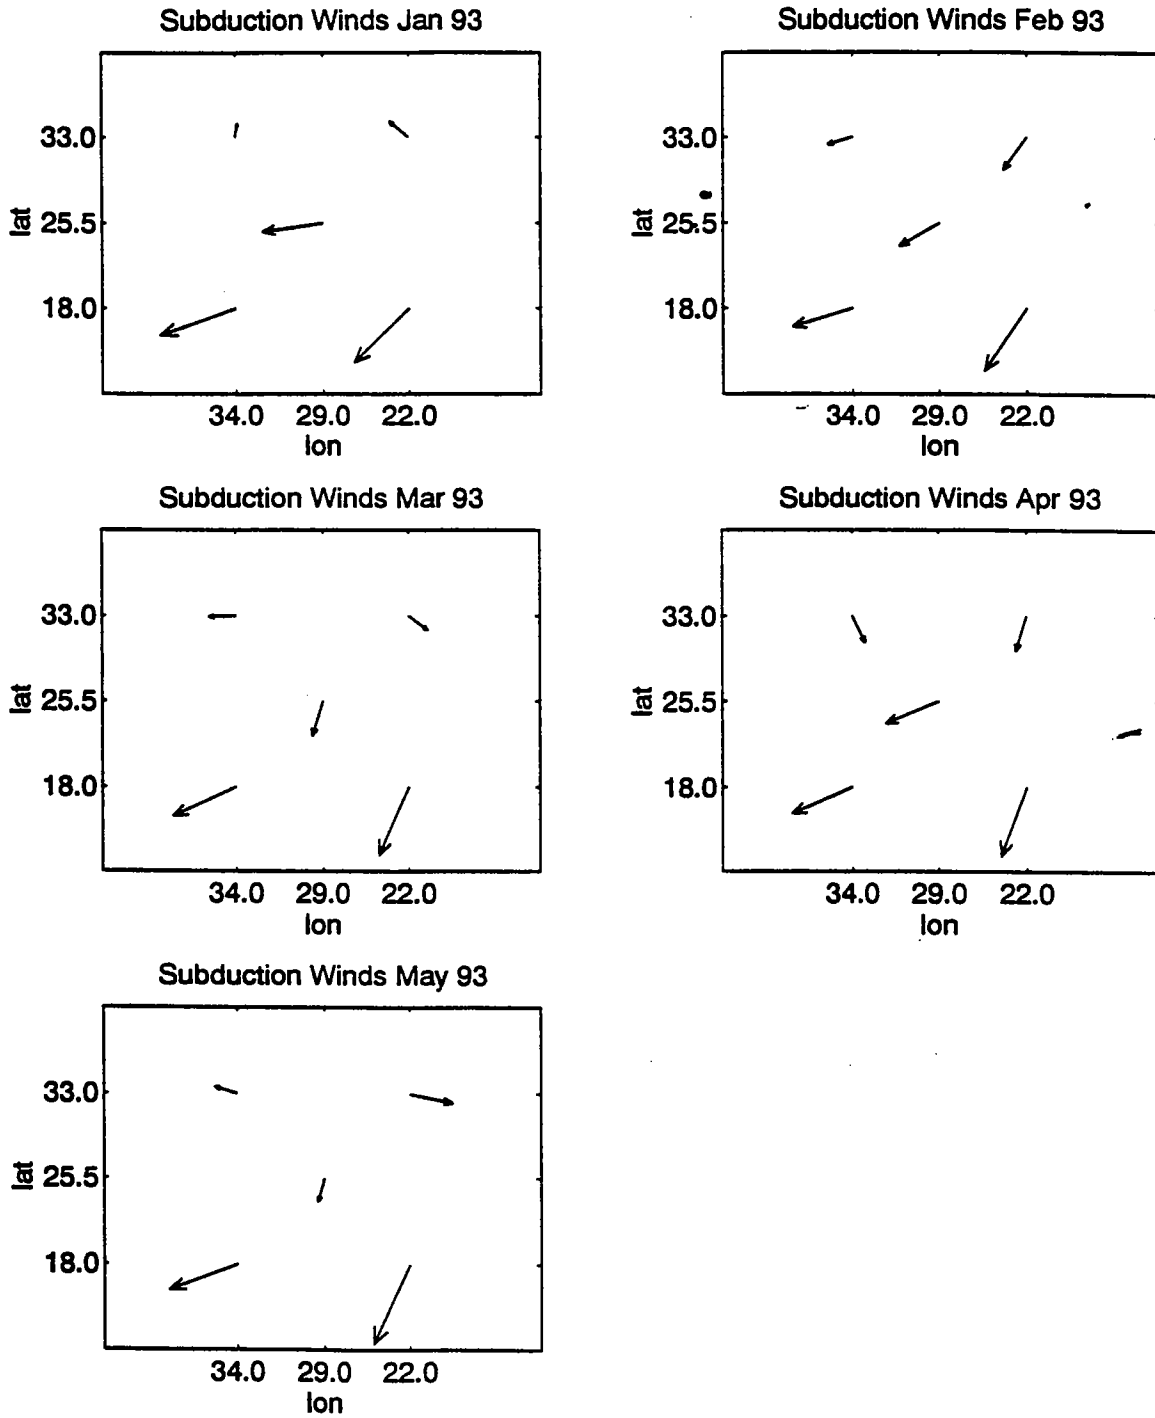 Subduction Winds Jan 93
33.0
25.5
18.0
lat
34.0 29.0 22.0
lon
Subduction Winds Feb 93
33.0
25.5
18.0
lat
34.0 29.0 22.0
lon
Subduction Winds Mar 93
33.0
25.5
18.0
lat
34.0 29.0 22.0
lon
Subduction Winds Apr 93
33.0
25.5
18.0
lat
34.0 29.0 22.0
lon
Subduction Winds May 93
33.0
25.5
18.0
lat
34.0 29.0 22.0
lon